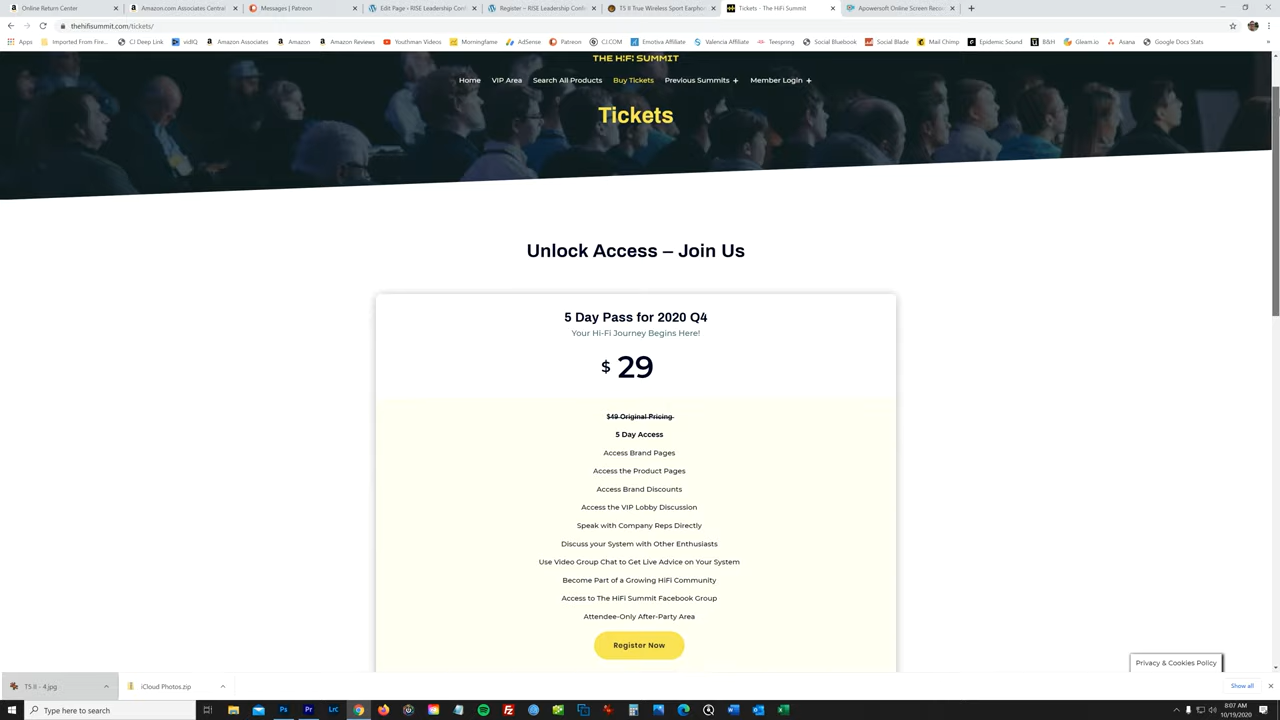 Online Return Center
Amazon.com Associates Central
Messages | Patreon
Edit Page ‹ RISE Leadership Conf
Register – RISE Leadership Conf
T5 II True Wireless Sport Earphon
Tickets - The HiFi Summit
Apowersoft Online Screen Reco
thehifisummit.com/tickets/
Apps
Imported From Fire...
CJ Deep Link
vidIQ
Amazon Associates
Amazon
Amazon Reviews
Youthman Videos
Morningfame
AdSense
Patreon
CJ.COM
Emotiva Affiliate
Valencia Affiliate
Teespring
Social Bluebook
Social Blade
Mail Chimp
Epidemic Sound
B&H
Gleam.io
Asana
Google Docs Stats
»
THE HiFi SUMMIT
Home
VIP Area
Search All Products
Buy Tickets
Previous Summits +
Member Login +
Tickets
Unlock Access – Join Us
5 Day Pass for 2020 Q4
Your Hi-Fi Journey Begins Here!
$ 29
$49 Original Pricing
5 Day Access
Access Brand Pages
Access the Product Pages
Access Brand Discounts
Access the VIP Lobby Discussion
Speak with Company Reps Directly
Discuss your System with Other Enthusiasts
Use Video Group Chat to Get Live Advice on Your System
Become Part of a Growing HiFi Community
Access to The HiFi Summit Facebook Group
Attendee-Only After-Party Area
Register Now
Privacy & Cookies Policy
T5 II - 4.jpg
iCloud Photos.zip
Show all
Type here to search
8:07 AM
10/19/2020